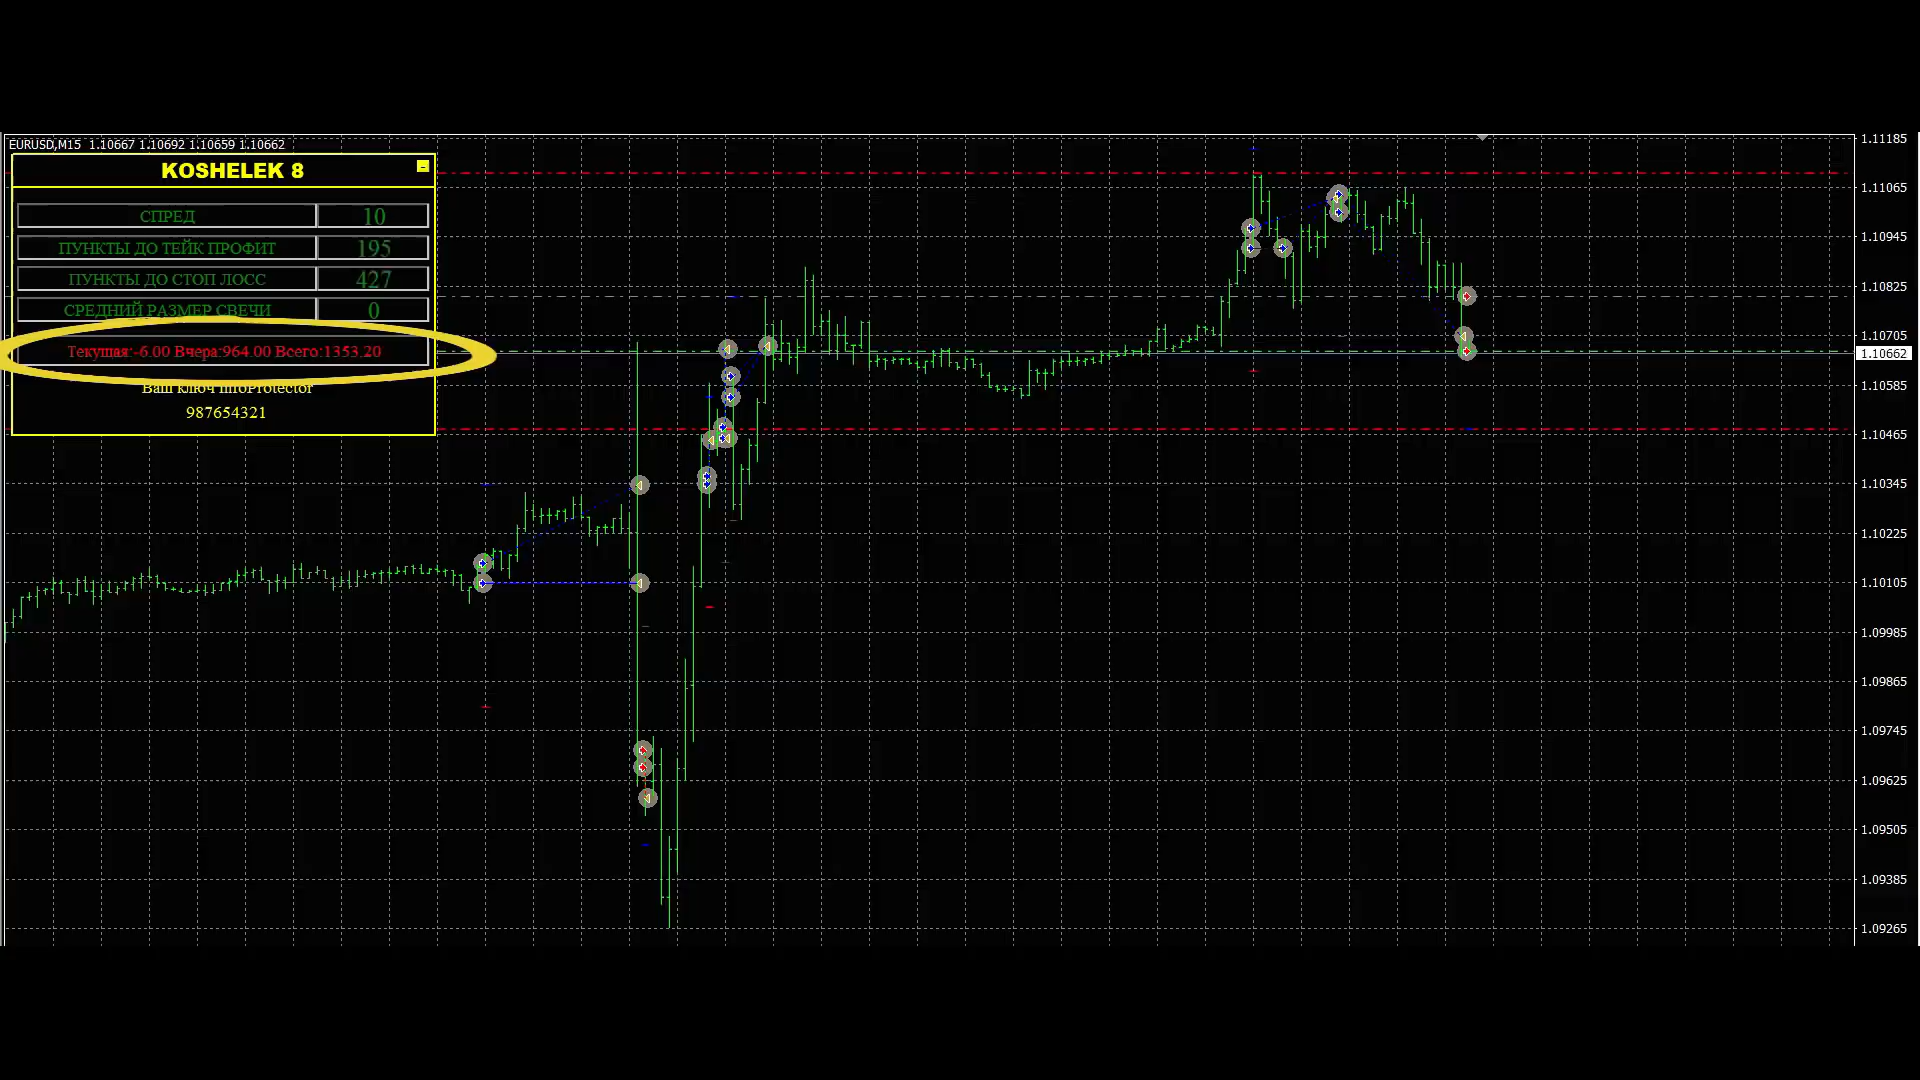 EURUSD,M15 1.10667 1.10692 1.10659 1.10662
KOSHELEK 8
СПРЕД 10
ПУНКТЫ ДО ТЕЙК ПРОФИТ 195
ПУНКТЫ ДО СТОП ЛОСС 427
СРЕДНИЙ РАЗМЕР СВЕЧИ 0
Текущая:-6.00 Вчера:964.00 Всего:1353.20
Ваш ключ InfoProtector
987654321
1.11185
1.11065
1.10945
1.10825
1.10705
1.10662
1.10585
1.10465
1.10345
1.10225
1.10105
1.09985
1.09865
1.09745
1.09625
1.09505
1.09385
1.09265